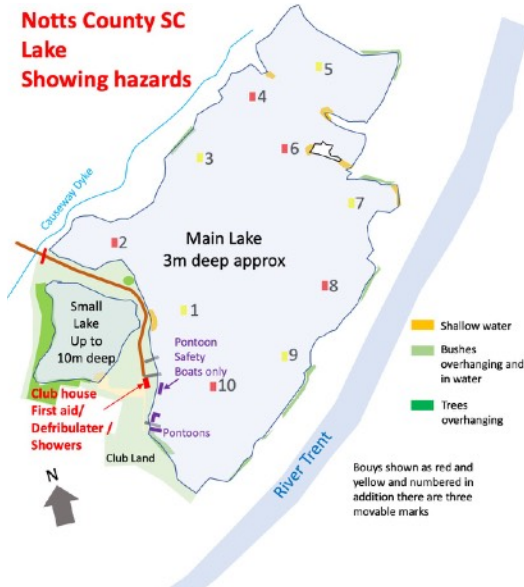 Notts County SC
Lake
Showing hazards
5
4
6
3
Causeway Dyke
7
2
Main Lake
3m deep approx
8
Small
Lake
Up to
10m deep
1
Pontoon
Safety
Boats only
9
10
Club house
First aid/
Defribulater /
Showers
Pontoons
Club Land
N
River Trent
Shallow water
Bushes
overhanging and
in water
Trees
overhanging
Bouys shown as red and
yellow and numbered in
addition there are three
movable marks